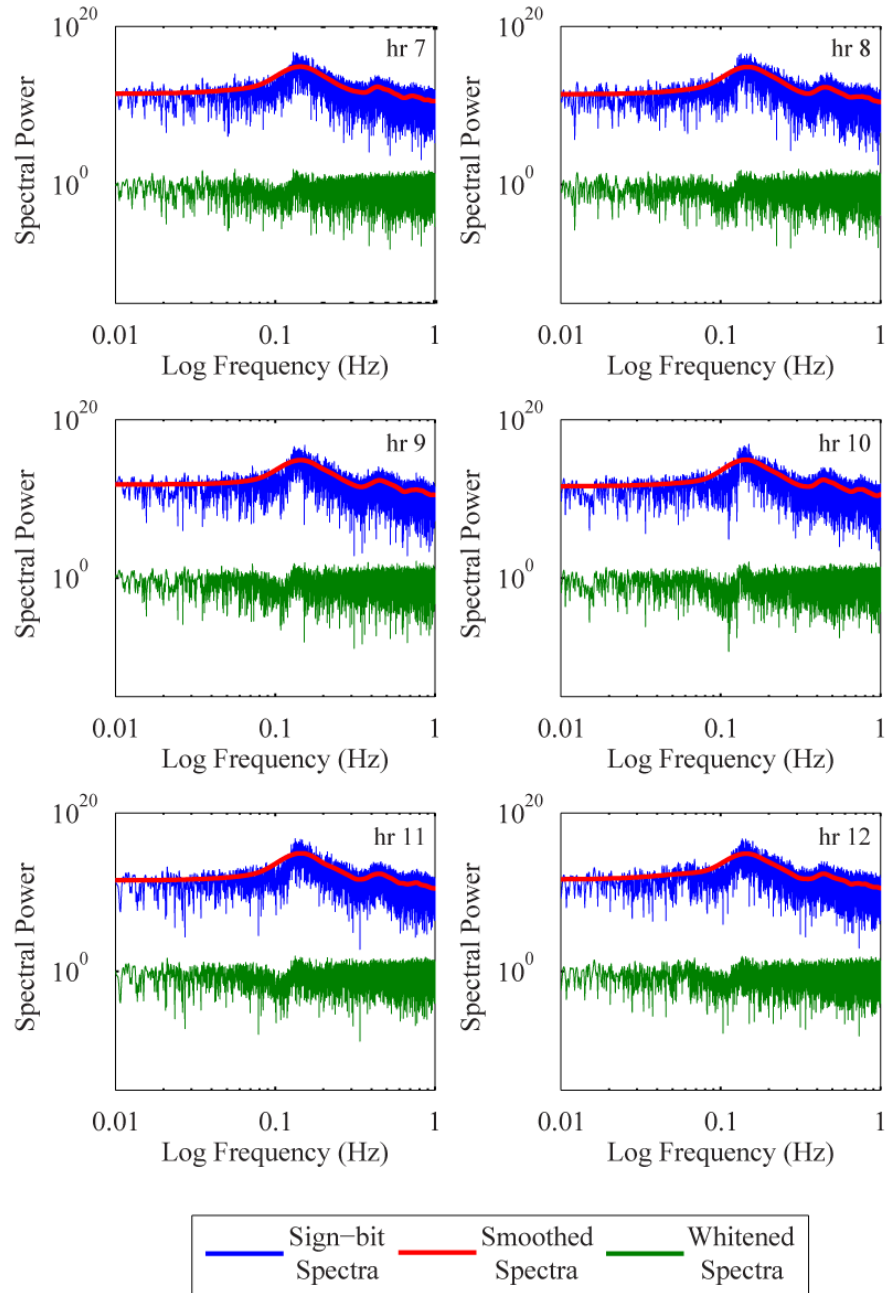 10^20
hr 7
Spectral Power
10^0
0.01 0.1 1
Log Frequency (Hz)
10^20
hr 8
Spectral Power
10^0
0.01 0.1 1
Log Frequency (Hz)
10^20
hr 9
Spectral Power
10^0
0.01 0.1 1
Log Frequency (Hz)
10^20
hr 10
Spectral Power
10^0
0.01 0.1 1
Log Frequency (Hz)
10^20
hr 11
Spectral Power
10^0
0.01 0.1 1
Log Frequency (Hz)
10^20
hr 12
Spectral Power
10^0
0.01 0.1 1
Log Frequency (Hz)
Sign−bit
Spectra
Smoothed
Spectra
Whitened
Spectra